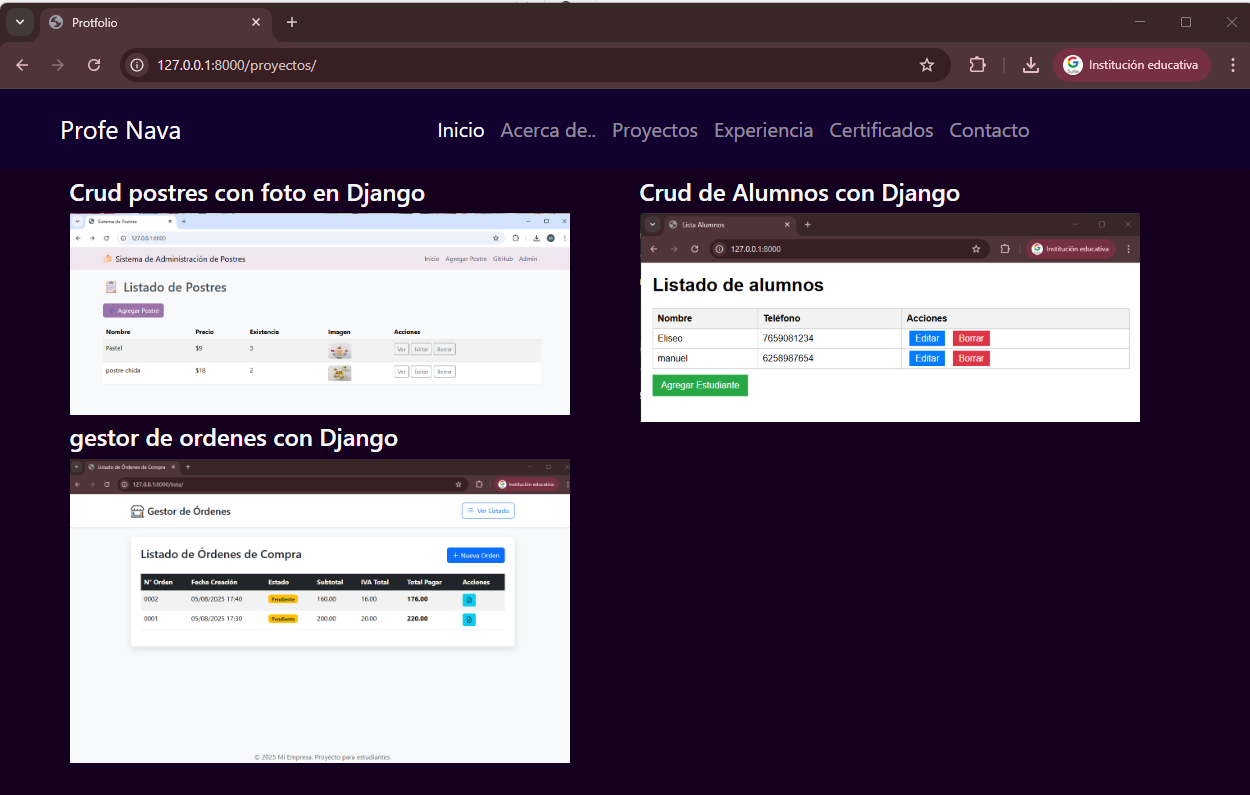 Protfolio
127.0.0.1:8000/proyectos/
Institución educativa
Profe Nava
Inicio Acerca de.. Proyectos Experiencia Certificados Contacto
Crud postres con foto en Django
Sistema de Postres
127.0.0.1:8000
Sistema de Administración de Postres
Inicio Agregar Postre GitHub Admin
Listado de Postres
Agregar Postre
Nombre Precio Existencia Imagen Acciones
Pastel $9 3 Ver Editar Borrar
postre chida $18 2 Ver Editar Borrar
Crud de Alumnos con Django
Lista Alumnos
127.0.0.1:8000
Institución educativa
Listado de alumnos
Nombre Teléfono Acciones
Eliseo 7659081234 Editar Borrar
manuel 6258987654 Editar Borrar
Agregar Estudiante
gestor de ordenes con Django
Listado de Órdenes de Compra
127.0.0.1:8000/lista/
Institución educativa
Gestor de Órdenes
Ver Listado
Listado de Órdenes de Compra
+ Nueva Orden
N° Orden Fecha Creación Estado Subtotal IVA Total Total Pagar Acciones
0002 05/08/2025 17:40 Pendiente 160.00 16.00 176.00
0001 05/08/2025 17:30 Pendiente 200.00 20.00 220.00
© 2025 Mi Empresa. Proyecto para estudiantes.